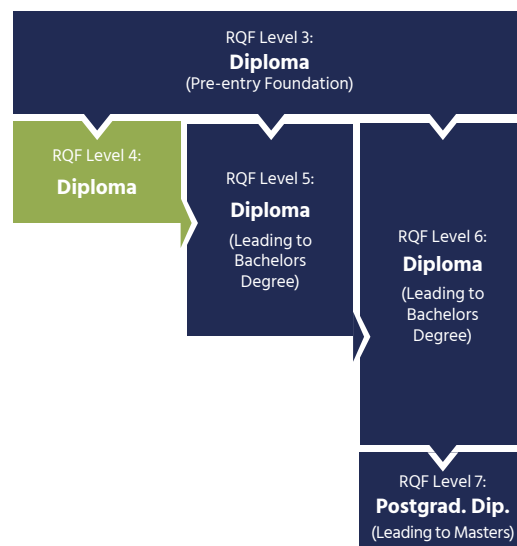 RQF Level 3:
Diploma
(Pre-entry Foundation)
RQF Level 4:
Diploma
RQF Level 5:
Diploma
(Leading to
Bachelors
Degree)
RQF Level 6:
Diploma
(Leading to
Bachelors
Degree)
RQF Level 7:
Postgrad. Dip.
(Leading to Masters)